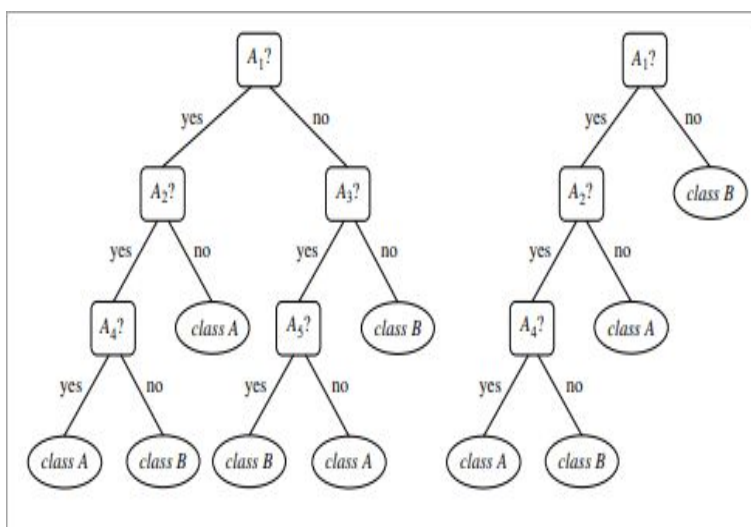 A1?
A1?
yes
no
yes
no
A2?
A3?
A2?
class B
yes
no
yes
no
yes
no
A4?
class A
A5?
class B
A4?
class A
yes
no
yes
no
yes
no
class A
class B
class B
class A
class A
class B